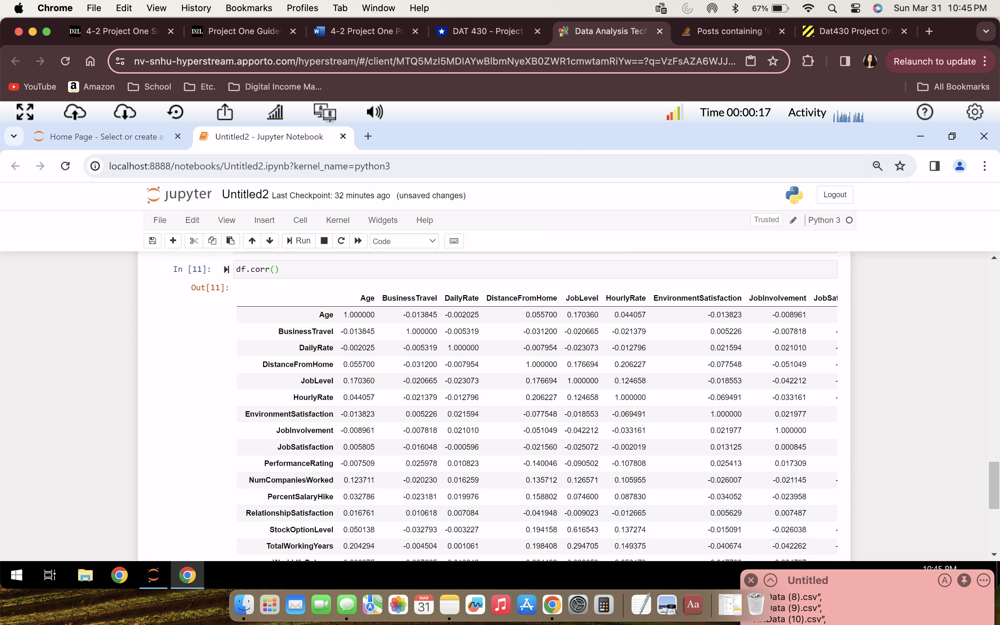 Chrome File Edit View History Bookmarks Profiles Tab Window Help 67% Sun Mar 31 10:45 PM
D2L 4-2 Project One Su D2L Project One Guidel 4-2 Project One Pa DAT 430 - Project Data Analysis Tech Posts containing 'c Dat430 Project On
nv-snhu-hyperstream.apporto.com/hyperstream/#/client/MTQ5MzI5MDIAYwBlbmNyeXB0ZWR1cmwtamRiYw==?q=VzFsAZA6WJJ... Relaunch to update
YouTube Amazon School Etc. Digital Income Ma... All Bookmarks
Time 00:00:17 Activity
Home Page - Select or create a Untitled2 - Jupyter Notebook
localhost:8888/notebooks/Untitled2.ipynb?kernel_name=python3
jupyter Untitled2 Last Checkpoint: 32 minutes ago (unsaved changes) Logout
File Edit View Insert Cell Kernel Widgets Help Trusted Python 3
Run Code
In [11]: df.corr()
Out[11]:
Age BusinessTravel DailyRate DistanceFromHome JobLevel HourlyRate EnvironmentSatisfaction JobInvolvement JobSat
Age 1.000000 -0.013845 -0.002025 0.055700 0.170360 0.044057 -0.013823 -0.008961
BusinessTravel -0.013845 1.000000 -0.005319 -0.031200 -0.020665 -0.021379 0.005226 -0.007818 -
DailyRate -0.002025 -0.005319 1.000000 -0.007954 -0.023073 -0.012796 0.021594 0.021010 -
DistanceFromHome 0.055700 -0.031200 -0.007954 1.000000 0.176694 0.206227 -0.077548 -0.051049 -
JobLevel 0.170360 -0.020665 -0.023073 0.176694 1.000000 0.124658 -0.018553 -0.042212 -
HourlyRate 0.044057 -0.021379 -0.012796 0.206227 0.124658 1.000000 -0.069491 -0.033161 -
EnvironmentSatisfaction -0.013823 0.005226 0.021594 -0.077548 -0.018553 -0.069491 1.000000 0.021977
JobInvolvement -0.008961 -0.007818 0.021010 -0.051049 -0.042212 -0.033161 0.021977 1.000000
JobSatisfaction 0.005805 -0.016048 -0.000596 -0.021560 -0.025072 -0.002019 0.013125 0.000845
PerformanceRating -0.007509 0.025978 0.010823 -0.140046 -0.090502 -0.107808 0.025413 0.017309
NumCompaniesWorked 0.123711 -0.020230 0.016259 0.135712 0.126571 0.105955 -0.026007 -0.021145 -
PercentSalaryHike 0.032786 -0.023181 0.019976 0.158802 0.074600 0.087830 -0.034052 -0.023958
RelationshipSatisfaction 0.016761 0.010618 0.007084 -0.041948 -0.009023 -0.012665 0.005629 0.007487
StockOptionLevel 0.050138 -0.032793 -0.003227 0.194158 0.616543 0.137274 -0.015091 -0.026038 -
TotalWorkingYears 0.204294 -0.004504 0.001061 0.198408 0.294705 0.149375 -0.040674 -0.042262 -
10:45 PM
Untitled
Data (8).csv",
Data (9).csv",
Data (10).csv",
MAR
31
Aa